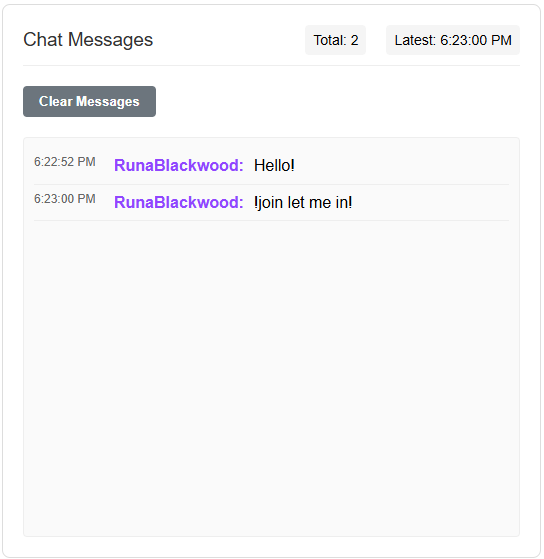 Chat Messages
Total: 2
Latest: 6:23:00 PM
Clear Messages
6:22:52 PM RunaBlackwood: Hello!
6:23:00 PM RunaBlackwood: !join let me in!